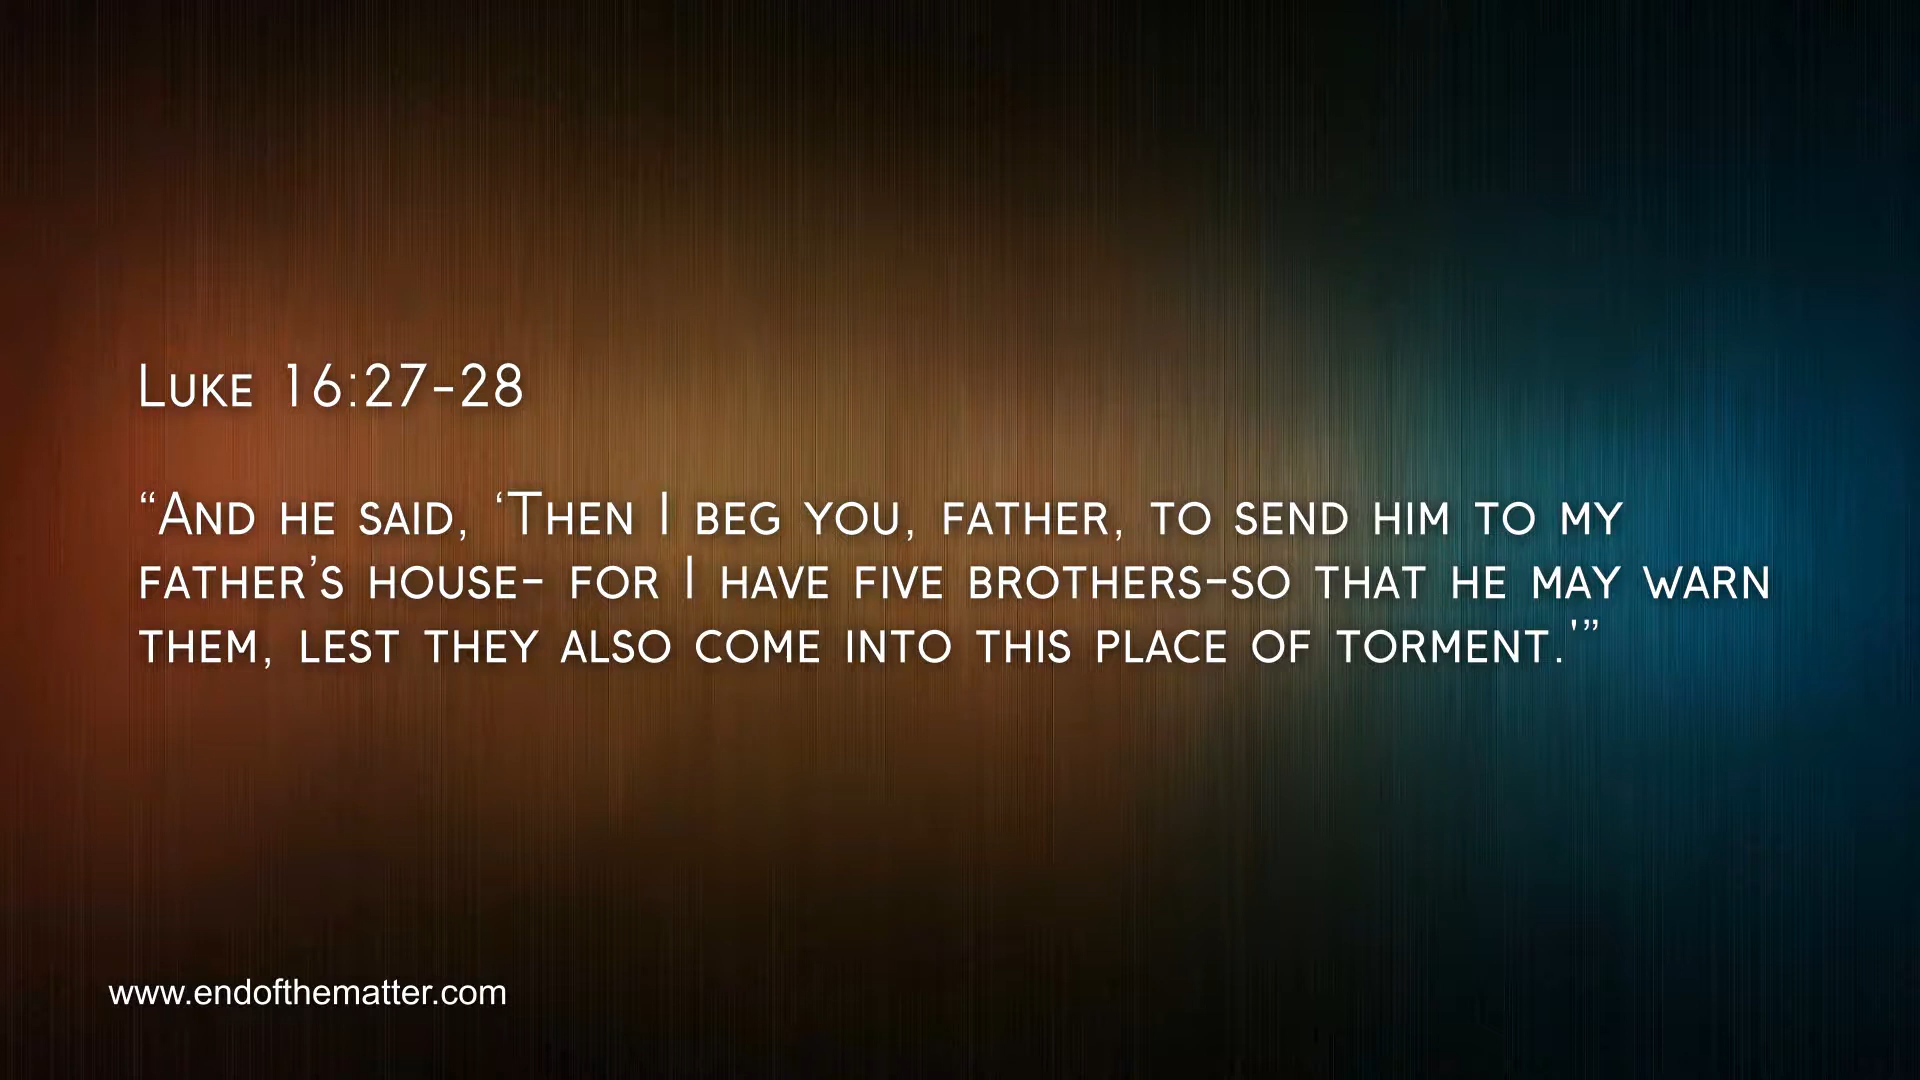 Luke 16:27-28
“And he said, ‘Then I beg you, father, to send him to my
father’s house- for I have five brothers-so that he may warn
them, lest they also come into this place of torment.'”
www.endofthematter.com